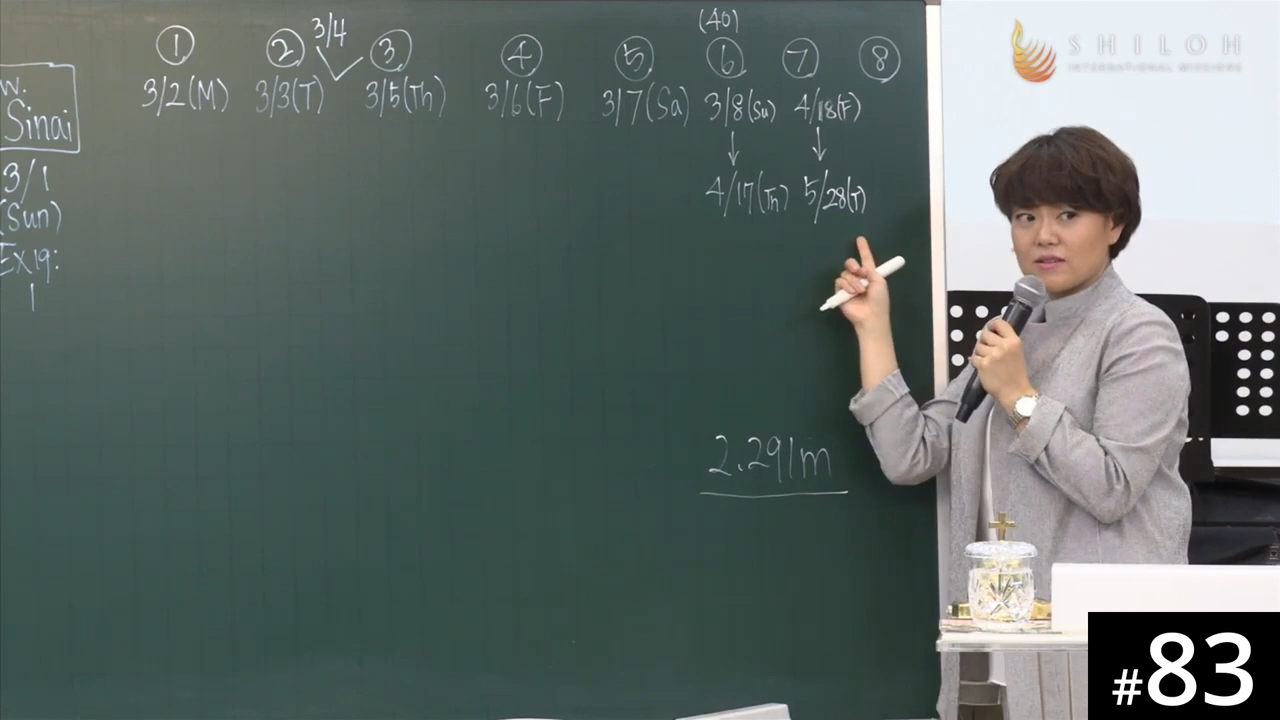 (40)
① ② 3/4 ③ ④ ⑤ ⑥ ⑦ ⑧
3/2(M) 3/3(T) 3/5(Th) 3/6(F) 3/7(Sa) 3/8(Su) 4/18(F)
4/17(Th) 5/28(T)
w.
Sinai
3/1
(Sun)
Ex19:
1
2.291m
SHILOH
INTERNATIONAL MISSIONS
#83